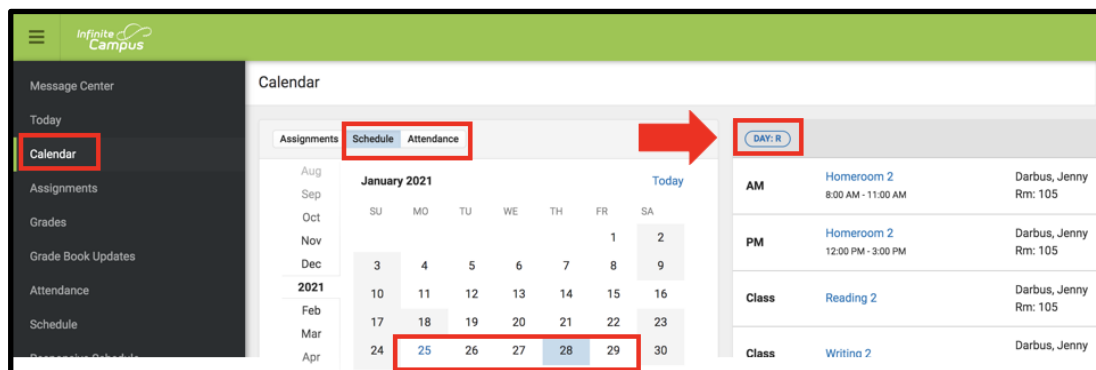 Infinite
Campus
Message Center
Today
Calendar
Assignments
Grades
Grade Book Updates
Attendance
Schedule
Responsive Schedule
Calendar
Assignments Schedule Attendance
Aug
Sep
Oct
Nov
Dec
2021
Feb
Mar
Apr
January 2021 Today
SU MO TU WE TH FR SA
1 2
3 4 5 6 7 8 9
10 11 12 13 14 15 16
17 18 19 20 21 22 23
24 25 26 27 28 29 30
DAY: R
AM Homeroom 2 Darbus, Jenny
8:00 AM - 11:00 AM Rm: 105
PM Homeroom 2 Darbus, Jenny
12:00 PM - 3:00 PM Rm: 105
Class Reading 2 Darbus, Jenny
Rm: 105
Class Writing 2 Darbus, Jenny